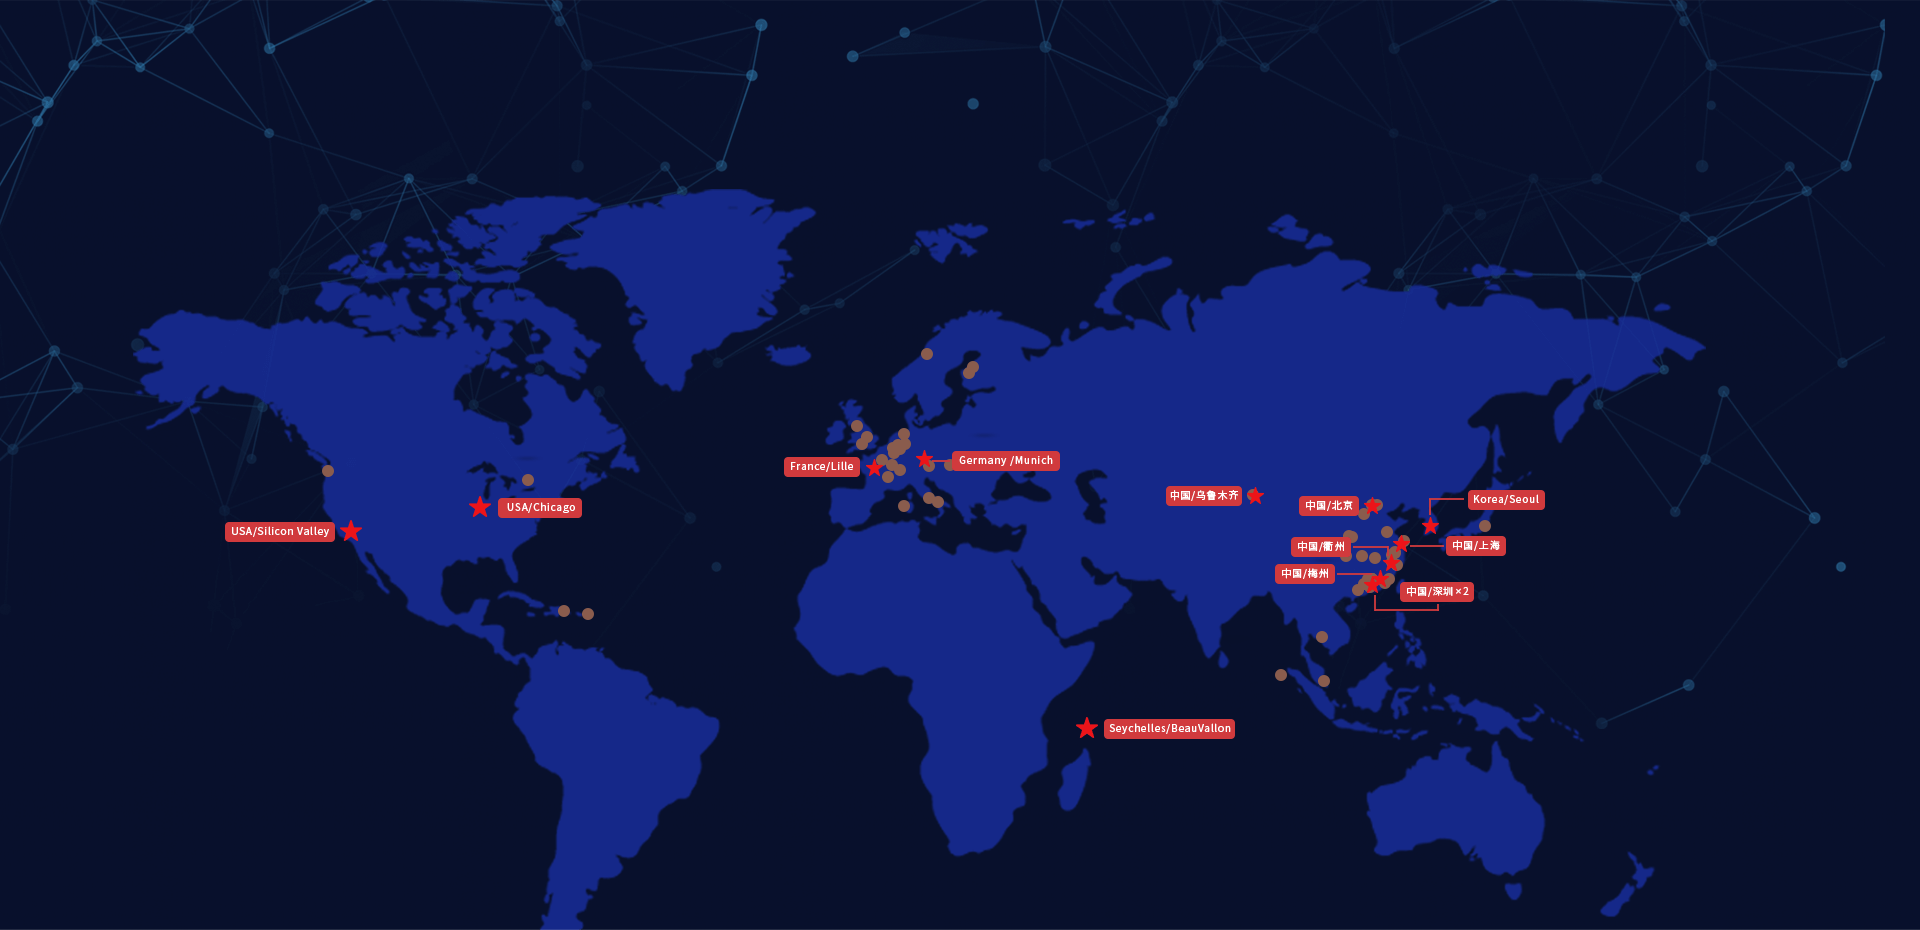 France/Lille
Germany /Munich
中国/乌鲁木齐
中国/北京
Korea/Seoul
USA/Chicago
USA/Silicon Valley
中国/衢州
中国/上海
中国/梅州
中国/深圳×2
Seychelles/BeauVallon